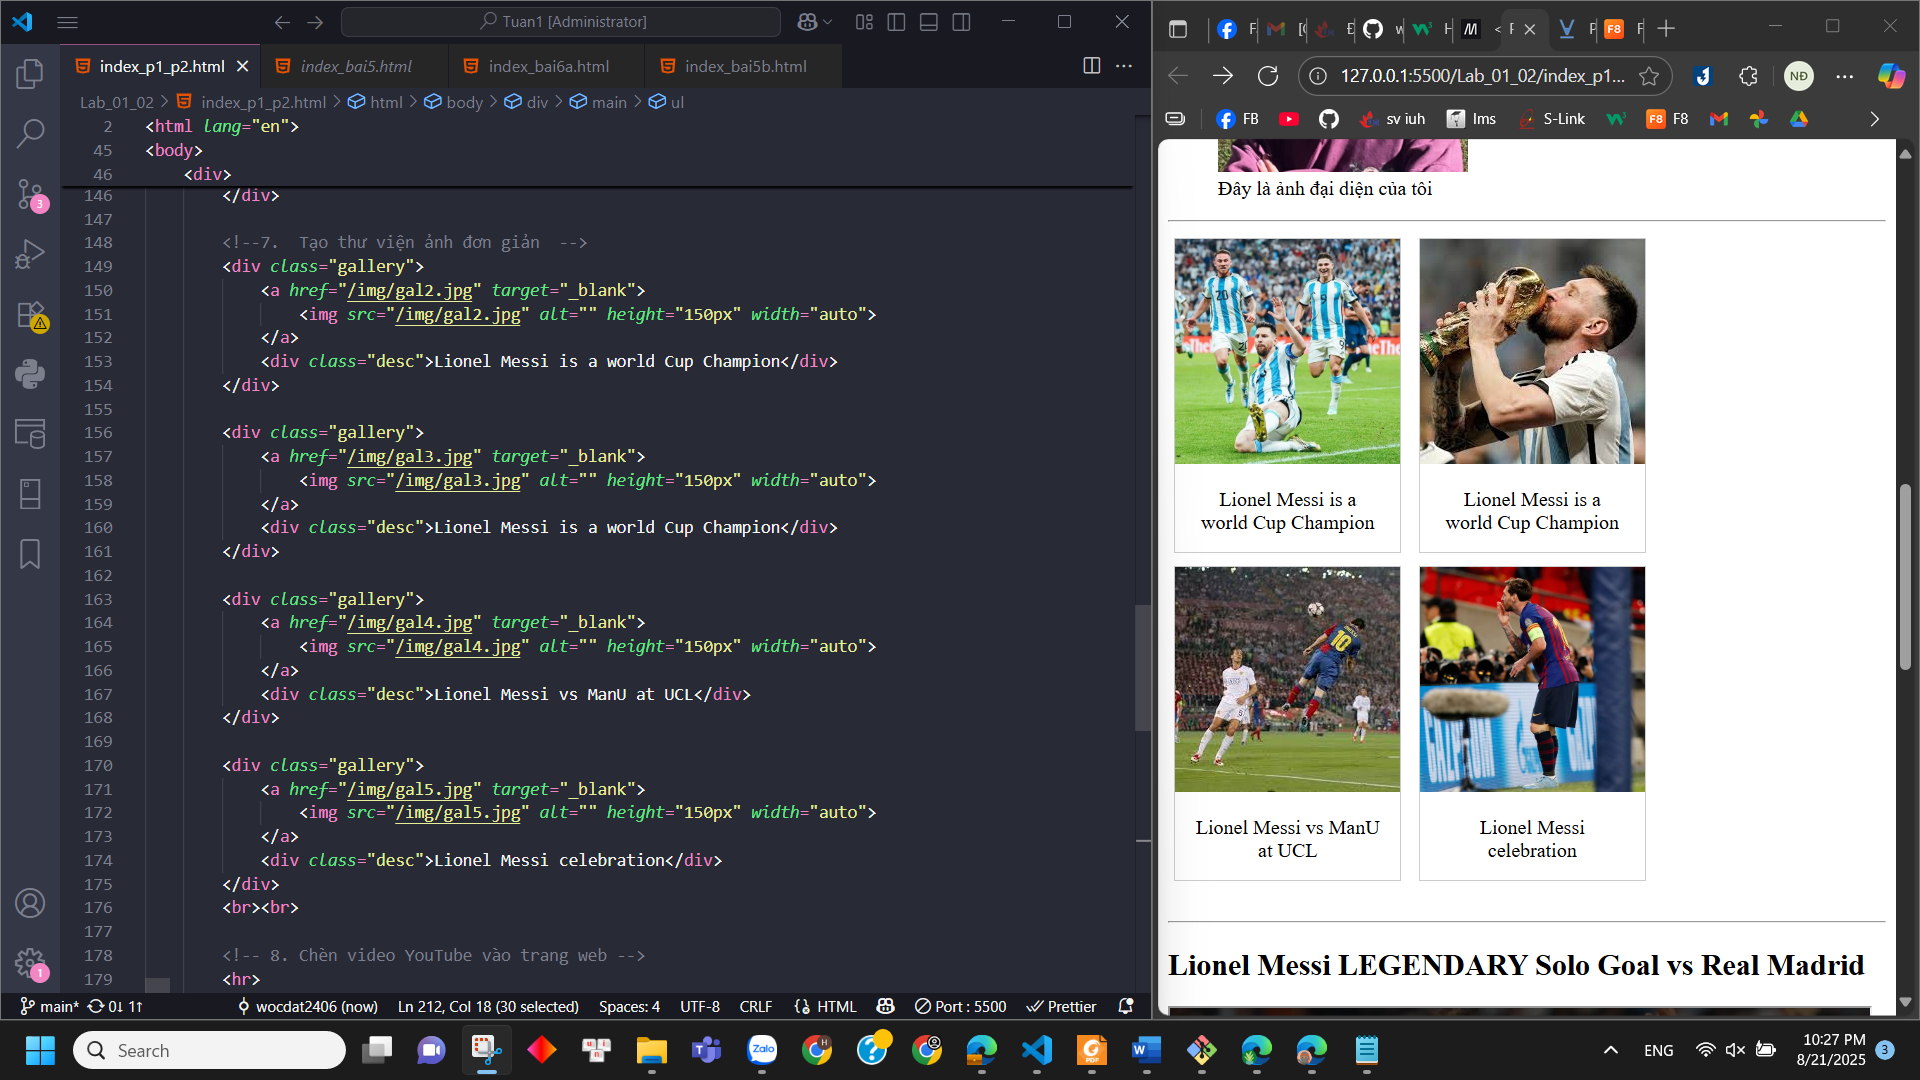 Tuan1 [Administrator]
index_p1_p2.html
index_bai5.html
index_bai6a.html
index_bai5b.html
Lab_01_02 > index_p1_p2.html > html > body > div > main > ul
2 <html lang="en">
45 <body>
46 <div>
146 </div>
147
148 <!--7.  Tạo thư viện ảnh đơn giản  -->
149 <div class="gallery">
150 <a href="/img/gal2.jpg" target="_blank">
151 <img src="/img/gal2.jpg" alt="" height="150px" width="auto">
152 </a>
153 <div class="desc">Lionel Messi is a world Cup Champion</div>
154 </div>
155
156 <div class="gallery">
157 <a href="/img/gal3.jpg" target="_blank">
158 <img src="/img/gal3.jpg" alt="" height="150px" width="auto">
159 </a>
160 <div class="desc">Lionel Messi is a world Cup Champion</div>
161 </div>
162
163 <div class="gallery">
164 <a href="/img/gal4.jpg" target="_blank">
165 <img src="/img/gal4.jpg" alt="" height="150px" width="auto">
166 </a>
167 <div class="desc">Lionel Messi vs ManU at UCL</div>
168 </div>
169
170 <div class="gallery">
171 <a href="/img/gal5.jpg" target="_blank">
172 <img src="/img/gal5.jpg" alt="" height="150px" width="auto">
173 </a>
174 <div class="desc">Lionel Messi celebration</div>
175 </div>
176 <br><br>
177
178 <!-- 8. Chèn video YouTube vào trang web -->
179 <hr>
3
1
main* 0↓ 1↑ wocdat2406 (now) Ln 212, Col 18 (30 selected) Spaces: 4 UTF-8 CRLF HTML Port : 5500 Prettier
127.0.0.1:5500/Lab_01_02/index_p1...
NĐ
FB
sv iuh
lms
S-Link
F8 F8
Đây là ảnh đại diện của tôi
Lionel Messi is a
world Cup Champion
Lionel Messi is a
world Cup Champion
10
Lionel Messi vs ManU
at UCL
Lionel Messi
celebration
Lionel Messi LEGENDARY Solo Goal vs Real Madrid
Search
Zalo
ENG
10:27 PM
8/21/2025
3